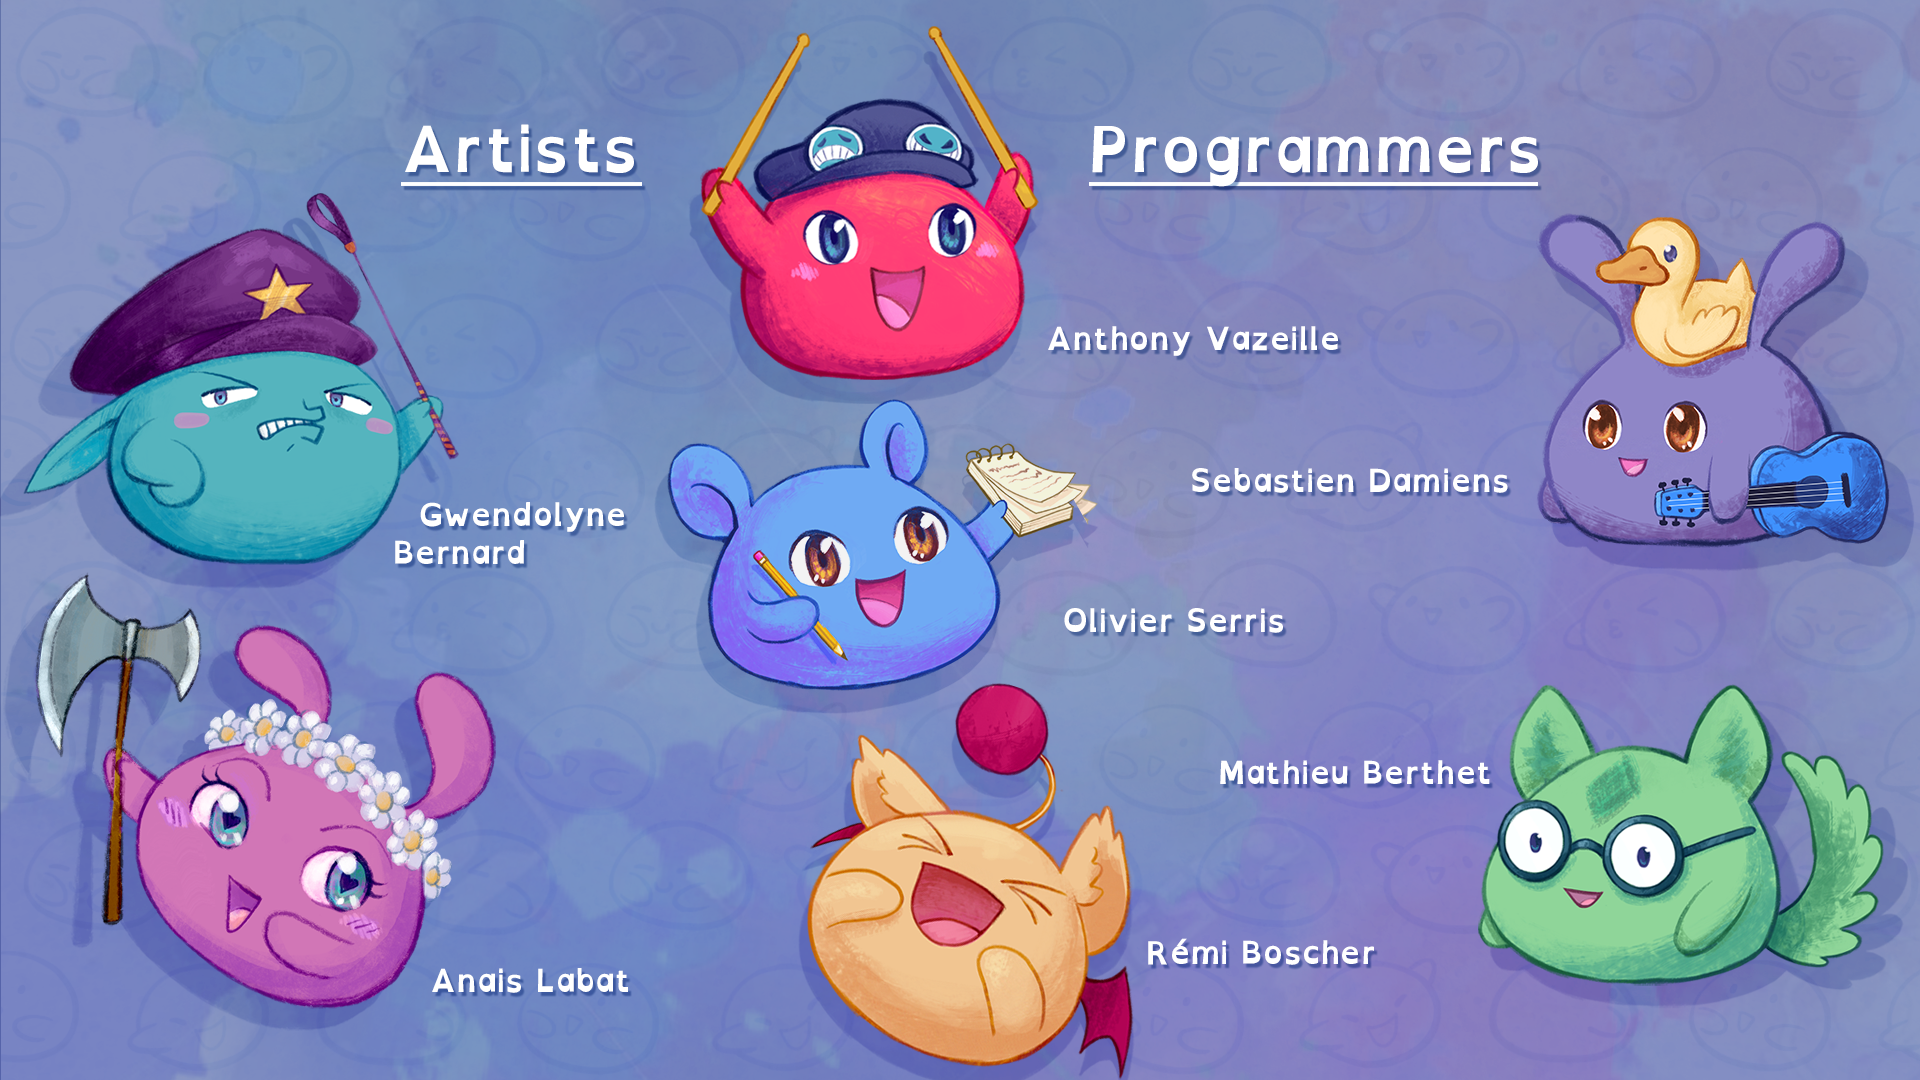 Artists
Gwendolyne
Bernard
Anais Labat
Programmers
Anthony Vazeille
Sebastien Damiens
Olivier Serris
Mathieu Berthet
Rémi Boscher